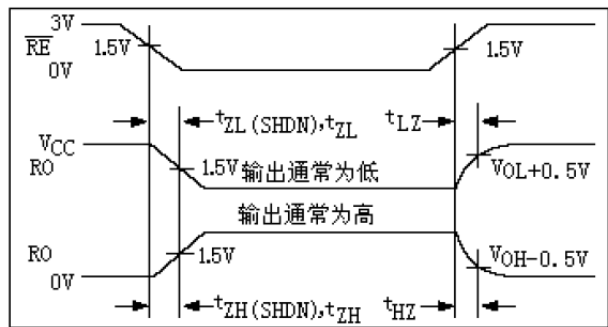 3V
RE 1.5V 1.5V
0V
tZL(SHDN),tZL tLZ
VCC
RO 1.5V 输出通常为低 VOL+0.5V
输出通常为高
RO 1.5V VOH-0.5V
0V
tZH(SHDN),tZH tHZ